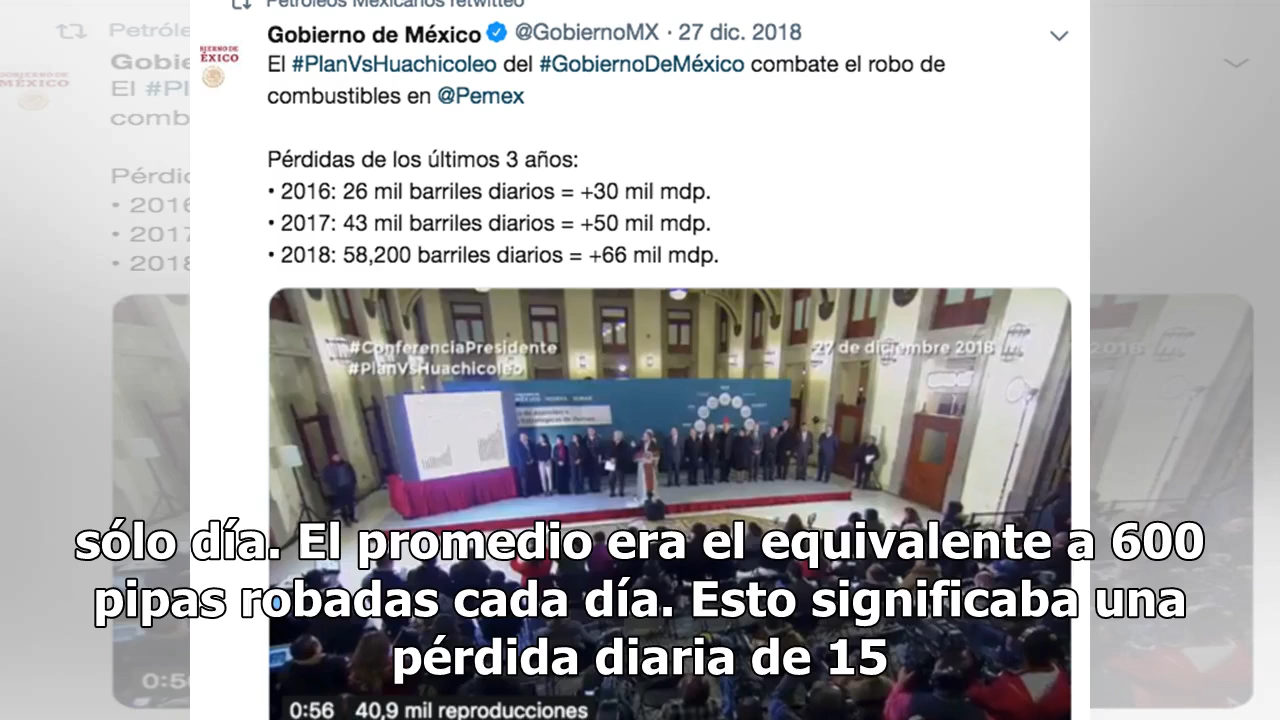 Petróleos Mexicanos retwitteó
Gobierno de México @GobiernoMX · 27 dic. 2018
GOBIERNO DE
MÉXICO
El #PlanVsHuachicoleo del #GobiernoDeMéxico combate el robo de
combustibles en @Pemex
Pérdidas de los últimos 3 años:
• 2016: 26 mil barriles diarios = +30 mil mdp.
• 2017: 43 mil barriles diarios = +50 mil mdp.
• 2018: 58,200 barriles diarios = +66 mil mdp.
#ConferenciaPresidente
#PlanVsHuachicoleo
27 de diciembre 2018
sólo día. El promedio era el equivalente a 600
pipas robadas cada día. Esto significaba una
pérdida diaria de 15
0:56 40,9 mil reproducciones